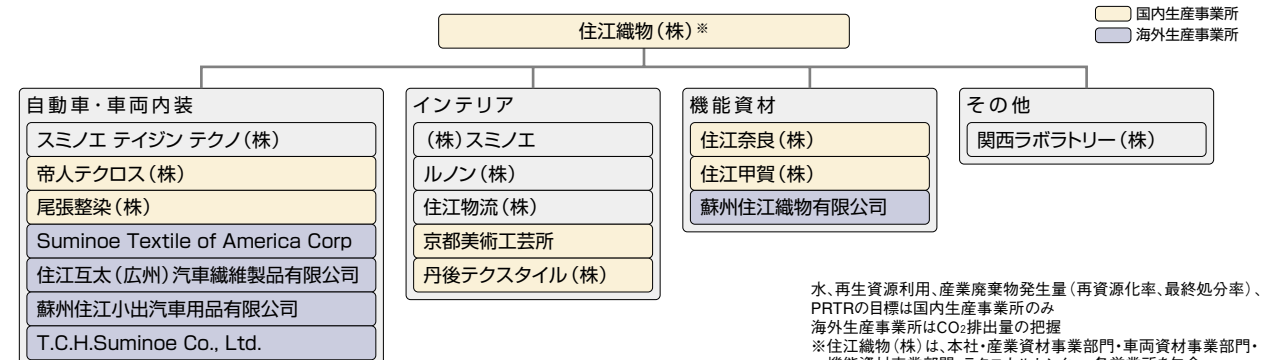 住江織物(株)※
国内生産事業所
海外生産事業所
自動車・車両内装
スミノエ テイジン テクノ(株)
帝人テクロス(株)
尾張整染(株)
Suminoe Textile of America Corp
住江互太(広州)汽車繊維製品有限公司
蘇州住江小出汽車用品有限公司
T.C.H.Suminoe Co., Ltd.
インテリア
(株)スミノエ
ルノン(株)
住江物流(株)
京都美術工芸所
丹後テクスタイル(株)
機能資材
住江奈良(株)
住江甲賀(株)
蘇州住江織物有限公司
その他
関西ラボラトリー(株)
水、再生資源利用、産業廃棄物発生量(再資源化率、最終処分率)、
PRTRの目標は国内生産事業所のみ
海外生産事業所はCO₂排出量の把握
※住江織物(株)は、本社・産業資材事業部門・車両資材事業部門・